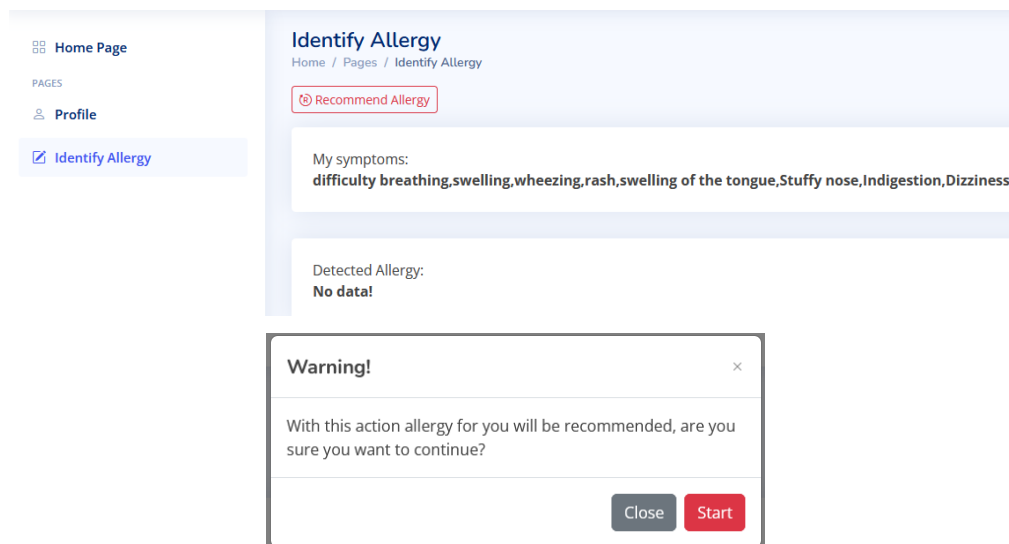 Home Page
PAGES
Profile
Identify Allergy
Identify Allergy
Home / Pages / Identify Allergy
Recommend Allergy
My symptoms:
difficulty breathing,swelling,wheezing,rash,swelling of the tongue,Stuffy nose,Indigestion,Dizziness
Detected Allergy:
No data!
Warning!
×
With this action allergy for you will be recommended, are you
sure you want to continue?
Close Start